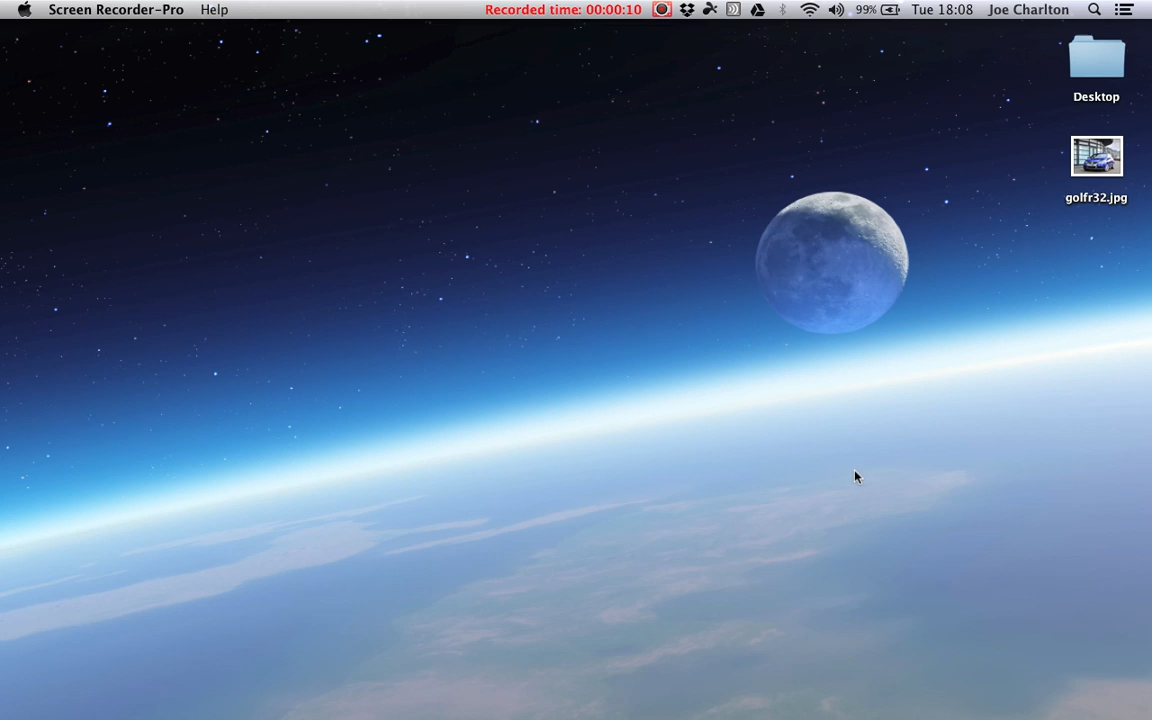 Screen Recorder-Pro Help Recorded time: 00:00:10 99% Tue 18:08 Joe Charlton
Desktop
golfr32.jpg